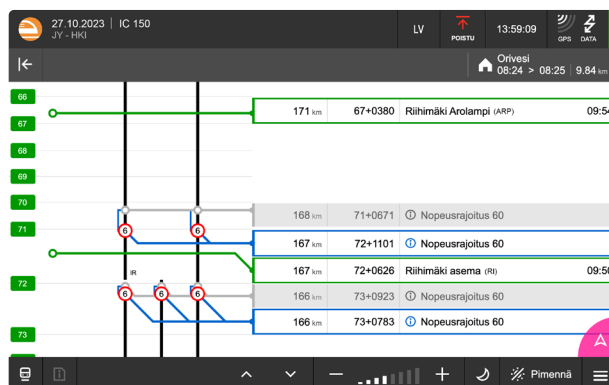 27.10.2023 | IC 150
JY - HKI
LV
POISTU
13:59:09
GPS
DATA
Orivesi
08:24 > 08:25 | 9.84 km
66
171 km 67+0380 Riihimäki Arolampi (ARP) 09:54
67
68
69
70
168 km 71+0671 Nopeusrajoitus 60
71
6 6
167 km 72+1101 Nopeusrajoitus 60
167 km 72+0626 Riihimäki asema (RI) 09:50
IR
72
6 6 6
166 km 73+0923 Nopeusrajoitus 60
166 km 73+0783 Nopeusrajoitus 60
73
A
Pimennä